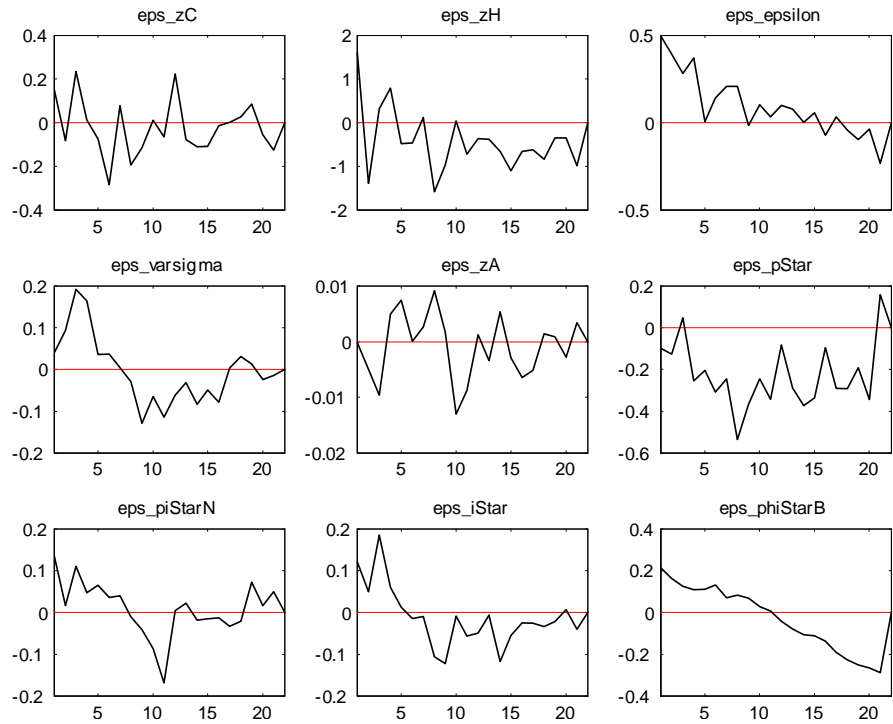 eps_zC eps_zH eps_epsilon
0.4 2 0.5
0.2 1
0 0 0
-0.2 -1
-0.4 -2 -0.5
5 10 15 20 5 10 15 20 5 10 15 20
eps_varsigma eps_zA eps_pStar
0.2 0.01 0.2
0.1 0 0
0 -0.2
-0.1 -0.01 -0.4
-0.2 -0.02 -0.6
5 10 15 20 5 10 15 20 5 10 15 20
eps_piStarN eps_iStar eps_phiStarB
0.2 0.2 0.4
0.1 0.1 0.2
0 0 0
-0.1 -0.1 -0.2
-0.2 -0.2 -0.4
5 10 15 20 5 10 15 20 5 10 15 20